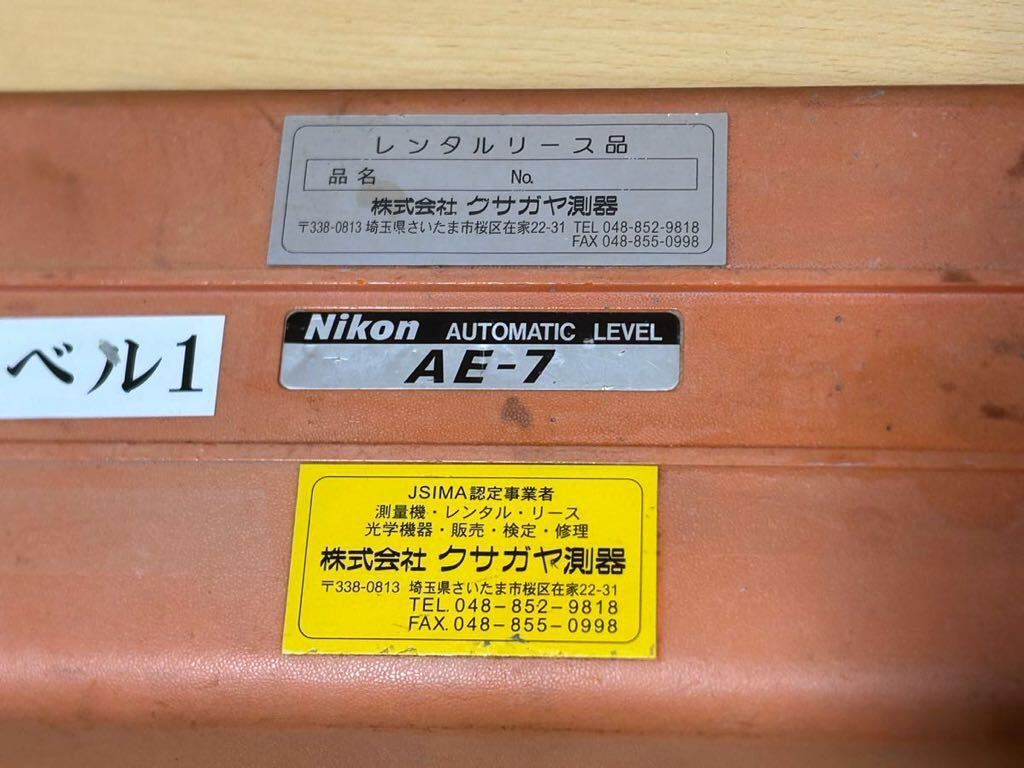 レンタルリース品
品名 No.
株式会社 クサガヤ測器
〒338-0813 埼玉県さいたま市桜区在家22-31 TEL 048-852-9818
FAX 048-855-0998
Nikon AUTOMATIC LEVEL
AE-7
ベル1
JSIMA認定事業者
測量機・レンタル・リース
光学機器・販売・検定・修理
株式会社 クサガヤ測器
〒338-0813 埼玉県さいたま市桜区在家22-31
TEL.048-852-9818
FAX.048-855-0998